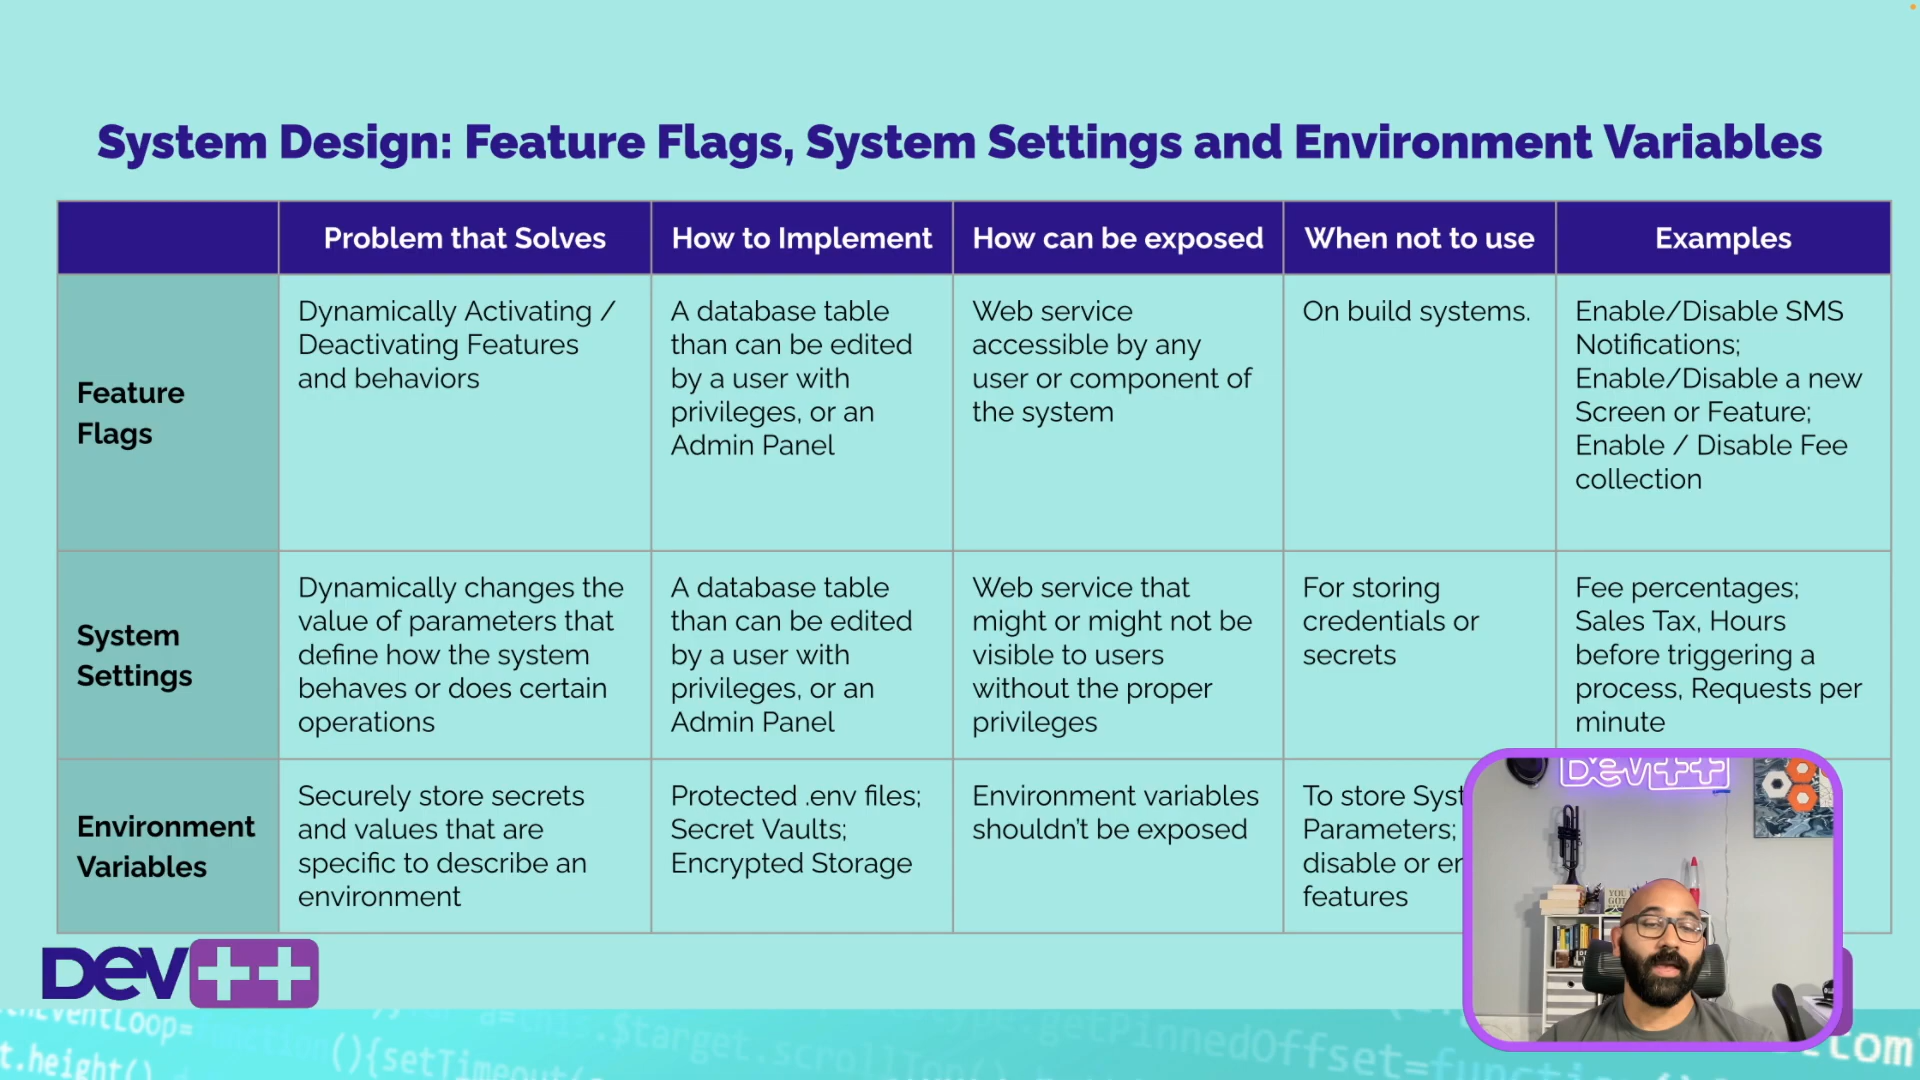 System Design: Feature Flags, System Settings and Environment Variables
Problem that Solves
How to Implement
How can be exposed
When not to use
Examples
Feature
Flags
Dynamically Activating /
Deactivating Features
and behaviors
A database table
than can be edited
by a user with
privileges, or an
Admin Panel
Web service
accessible by any
user or component of
the system
On build systems.
Enable/Disable SMS
Notifications;
Enable/Disable a new
Screen or Feature;
Enable / Disable Fee
collection
System
Settings
Dynamically changes the
value of parameters that
define how the system
behaves or does certain
operations
A database table
than can be edited
by a user with
privileges, or an
Admin Panel
Web service that
might or might not be
visible to users
without the proper
privileges
For storing
credentials or
secrets
Fee percentages;
Sales Tax, Hours
before triggering a
process, Requests per
minute
Environment
Variables
Securely store secrets
and values that are
specific to describe an
environment
Protected .env files;
Secret Vaults;
Encrypted Storage
Environment variables
shouldn't be exposed
To store
Parameters;
disable or
features
Dev++
Dev++
t.height()
(){setTimeout(
$target.scrollTop()
getPinnedOffset=function